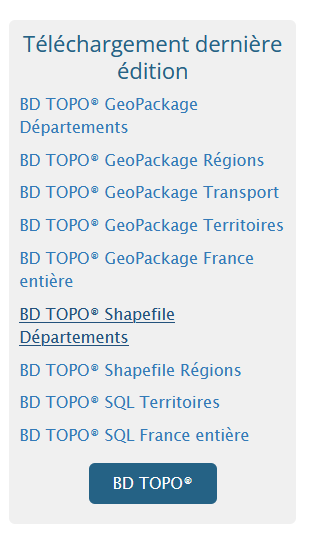 Téléchargement dernière
édition
BD TOPO® GeoPackage
Départements
BD TOPO® GeoPackage Régions
BD TOPO® GeoPackage Transport
BD TOPO® GeoPackage Territoires
BD TOPO® GeoPackage France
entière
BD TOPO® Shapefile
Départements
BD TOPO® Shapefile Régions
BD TOPO® SQL Territoires
BD TOPO® SQL France entière
BD TOPO®